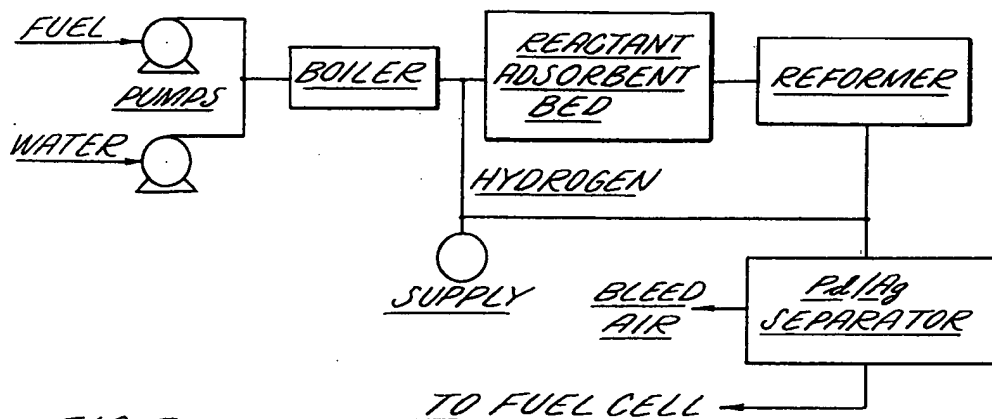 FUEL
PUMPS
WATER
BOILER
REACTANT
ADSORBENT
BED
REFORMER
HYDROGEN
SUPPLY
BLEED
AIR
Pd/Ag
SEPARATOR
TO FUEL CELL